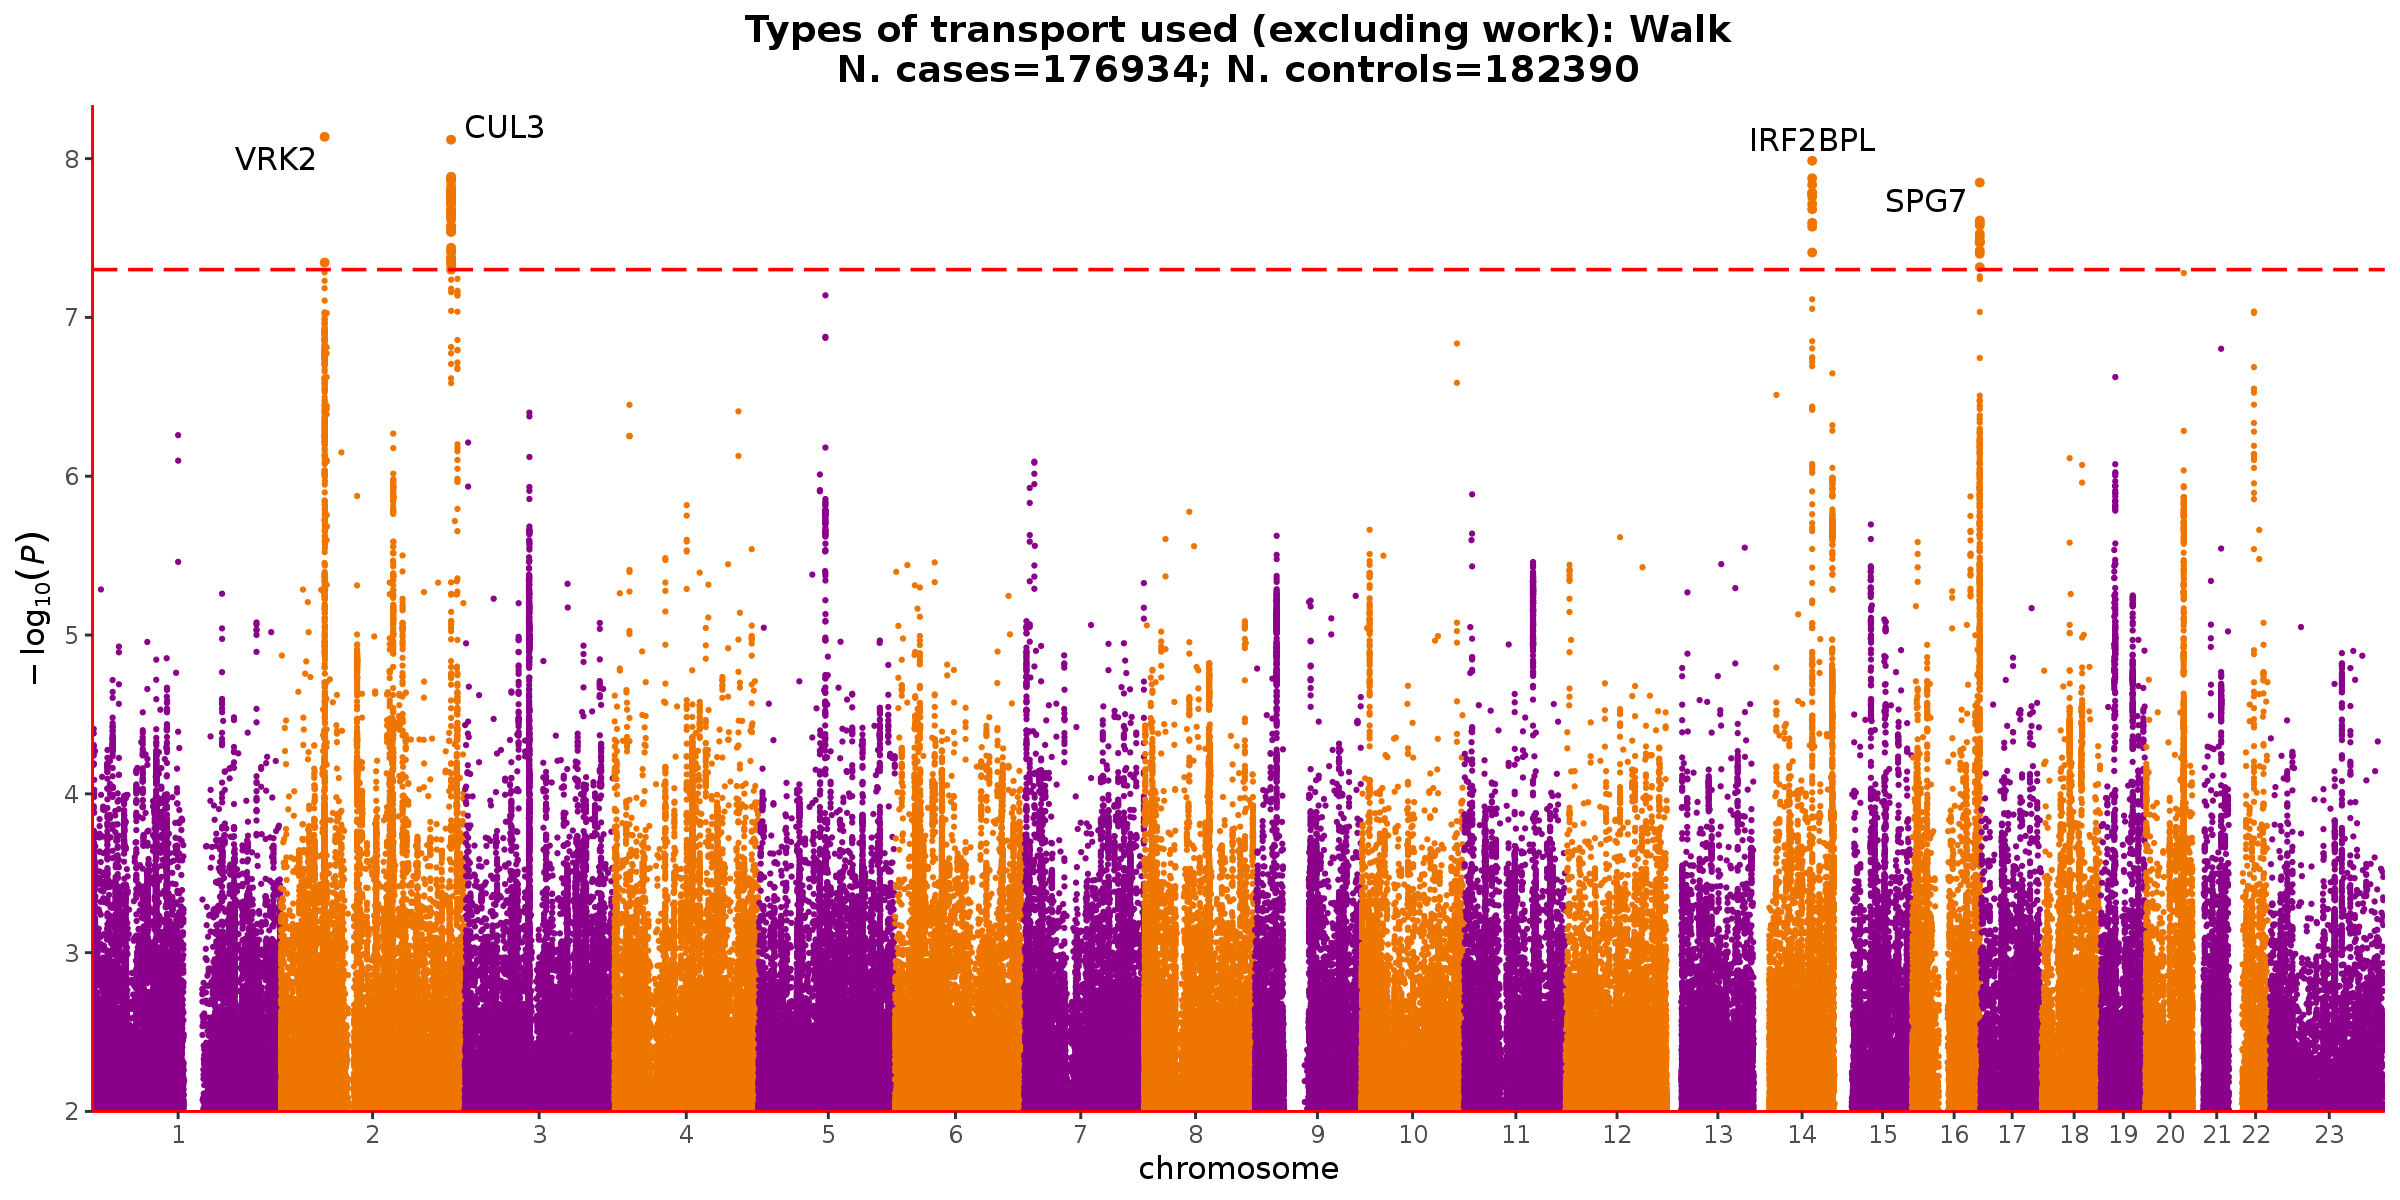 Types of transport used (excluding work): Walk
N. cases=176934; N. controls=182390
VRK2
CUL3
IRF2BPL
SPG7
8
7
6
5
4
3
2
−log10(P)
1 2 3 4 5 6 7 8 9 10 11 12 13 14 15 16 17 18 19 20 21 22 23
chromosome